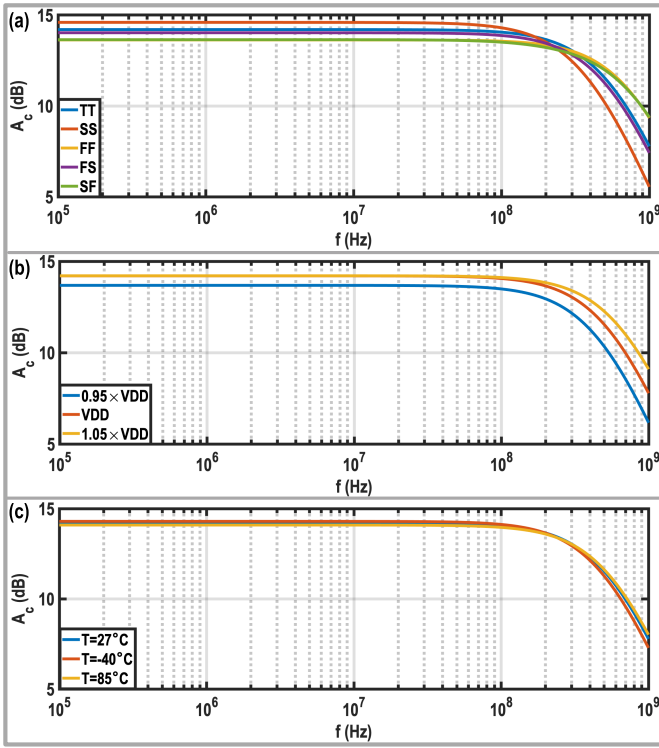 (a)
15
10
5
A_c (dB)
TT
SS
FF
FS
SF
10^5 10^6 10^7 10^8 10^9
f (Hz)
(b)
15
10
5
A_c (dB)
0.95×VDD
VDD
1.05×VDD
10^5 10^6 10^7 10^8 10^9
f (Hz)
(c)
15
10
5
A_c (dB)
T=27°C
T=-40°C
T=85°C
10^5 10^6 10^7 10^8 10^9
f (Hz)